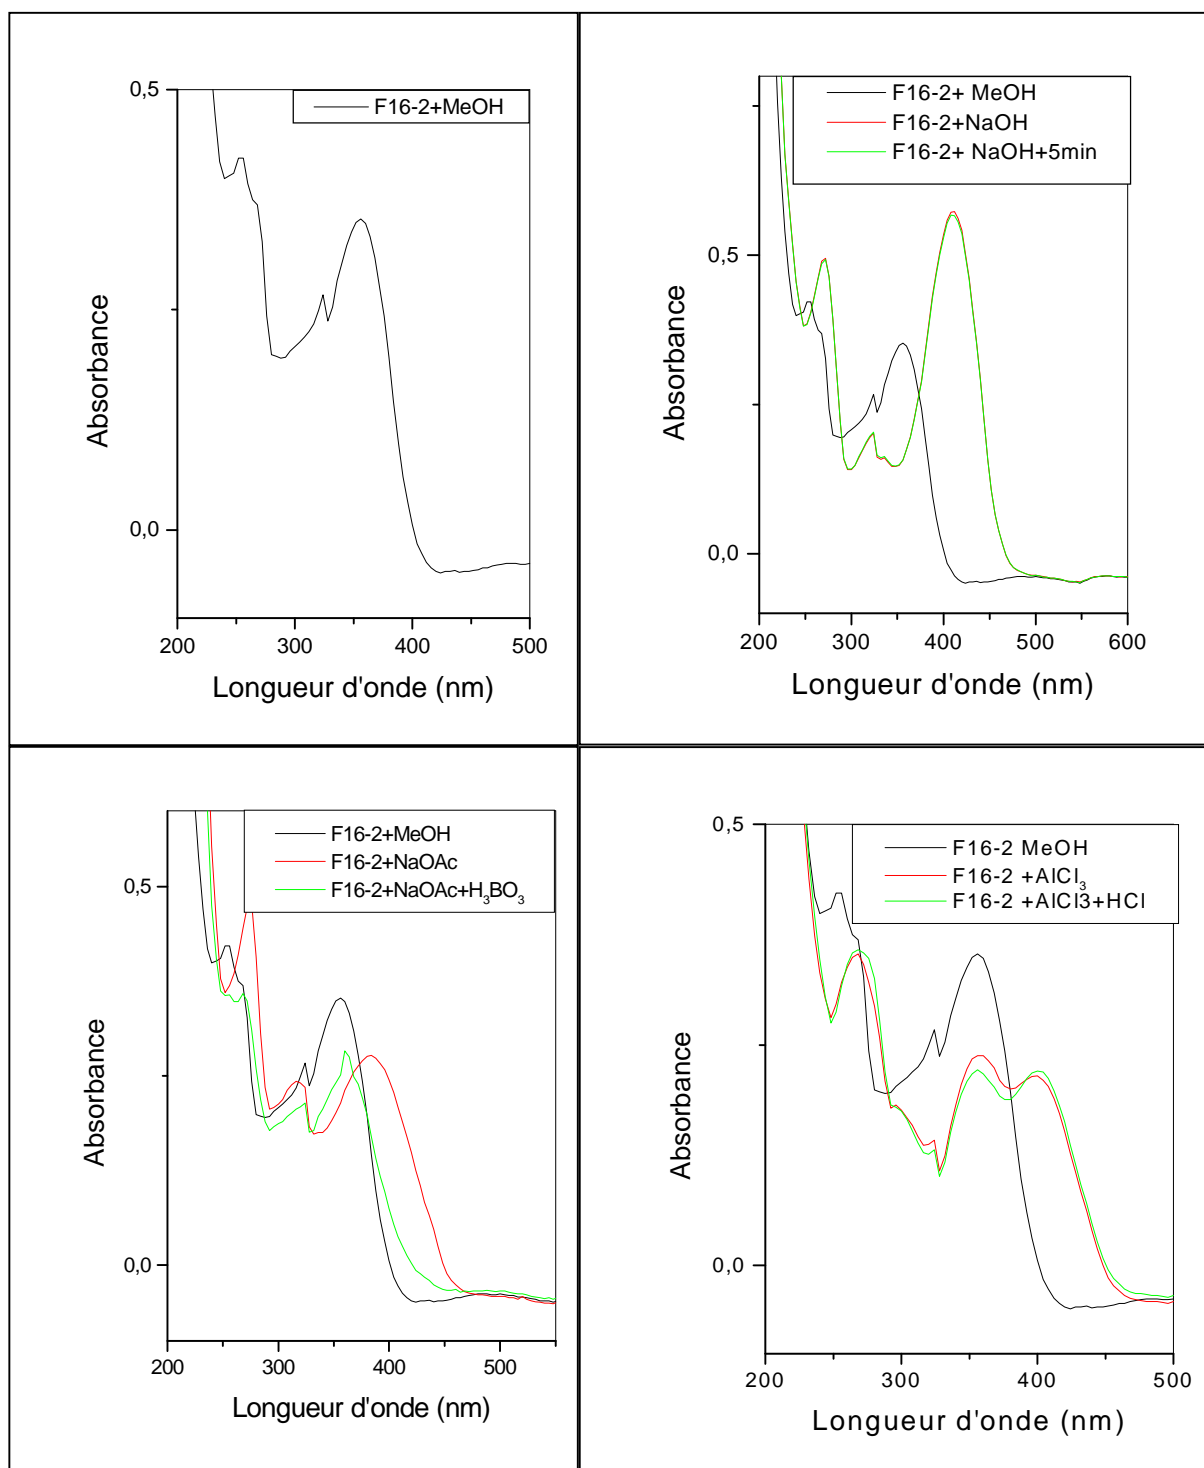 F16-2+MeOH
0,5
0,0
Absorbance
200 300 400 500
Longueur d'onde (nm)
F16-2+ MeOH
F16-2+NaOH
F16-2+ NaOH+5min
0,5
0,0
Absorbance
200 300 400 500 600
Longueur d'onde (nm)
F16-2+MeOH
F16-2+NaOAc
F16-2+NaOAc+H₃BO₃
0,5
0,0
Absorbance
200 300 400 500
Longueur d'onde (nm)
F16-2 MeOH
F16-2 +AlCl₃
F16-2 +AlCl3+HCl
0,5
0,0
Absorbance
200 300 400 500
Longueur d'onde (nm)